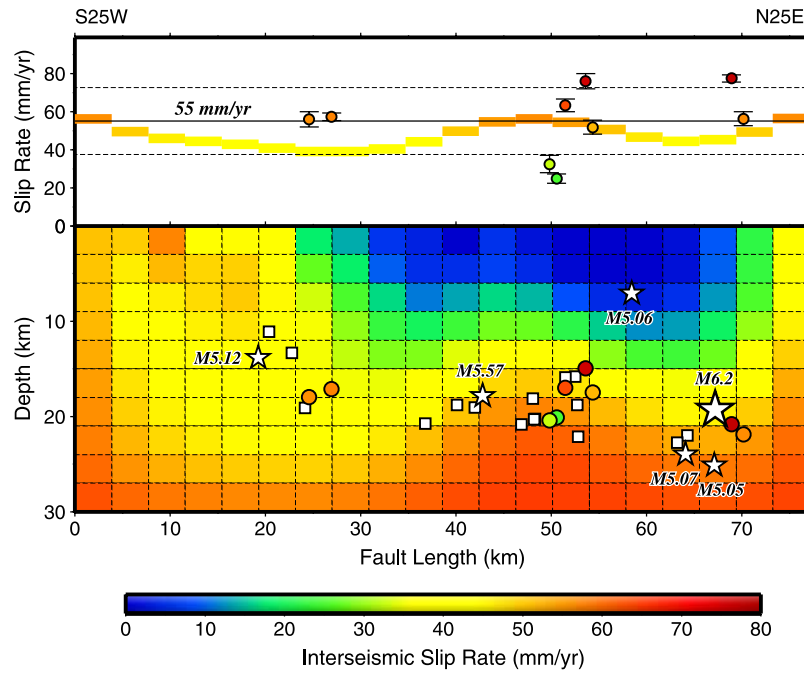 S25W N25E
80
60
40
20
0
Slip Rate (mm/yr)
55 mm/yr
0
10
20
30
Depth (km)
M5.06
M5.12
M5.57
M6.2
M5.07
M5.05
0 10 20 30 40 50 60 70
Fault Length (km)
0 10 20 30 40 50 60 70 80
Interseismic Slip Rate (mm/yr)